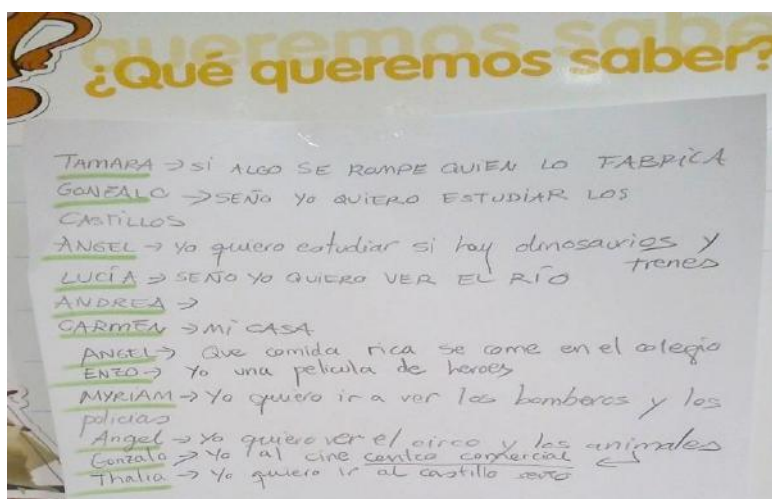 ¿Qué queremos saber?
TAMARA → SI ALGO SE ROMPE QUIEN LO FABRICA
GONZALO → SEÑO YO QUIERO ESTUDIAR LOS
CASTILLOS
ANGEL → Yo quiero estudiar si hay dinosaurios y
trenes
LUCÍA → SEÑO YO QUIERO VER EL RÍO
ANDREA →
CARMEN → MI CASA
ANGEL → Que comida rica se come en el colegio
ENZO → Yo una pelicula de heroes
MYRIAM → Yo quiero ir a ver los bomberos y los
policias
Angel → Yo quiero ver el circo y los animales
Gonzalo → Yo al cine centro comercial
Thalia → Yo quiero ir al castillo seño